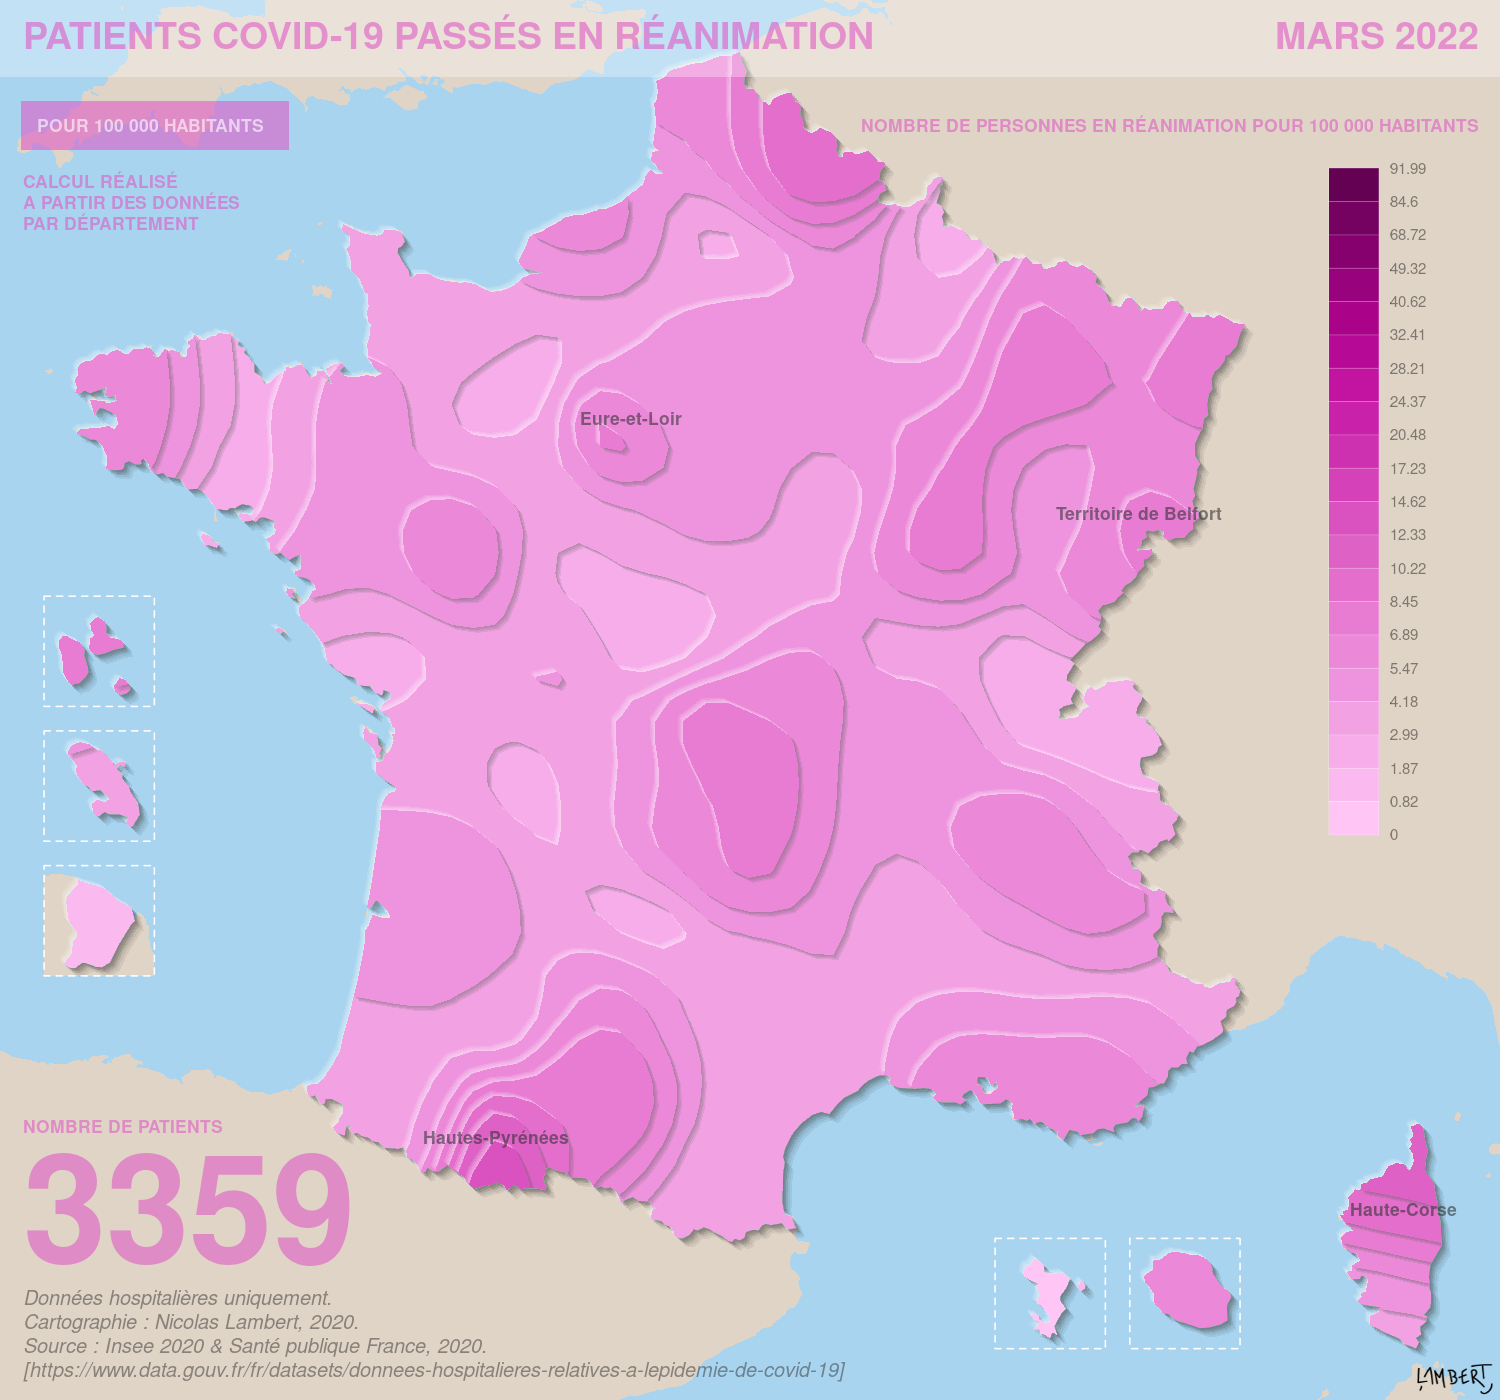 PATIENTS COVID-19 PASSÉS EN RÉANIMATION
MARS 2022
POUR 100 000 HABITANTS
CALCUL RÉALISÉ
A PARTIR DES DONNÉES
PAR DÉPARTEMENT
NOMBRE DE PERSONNES EN RÉANIMATION POUR 100 000 HABITANTS
91.99
84.6
68.72
49.32
40.62
32.41
28.21
24.37
20.48
17.23
14.62
12.33
10.22
8.45
6.89
5.47
4.18
2.99
1.87
0.82
0
Eure-et-Loir
Territoire de Belfort
Hautes-Pyrénées
Haute-Corse
NOMBRE DE PATIENTS
3359
Données hospitalières uniquement.
Cartographie : Nicolas Lambert, 2020.
Source : Insee 2020 & Santé publique France, 2020.
[https://www.data.gouv.fr/fr/datasets/donnees-hospitalieres-relatives-a-lepidemie-de-covid-19]
LAMBERT